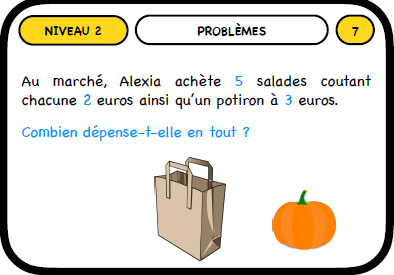 NIVEAU 2
PROBLÈMES
7
Au marché, Alexia achète 5 salades coutant
chacune 2 euros ainsi qu'un potiron à 3 euros.
Combien dépense-t-elle en tout ?